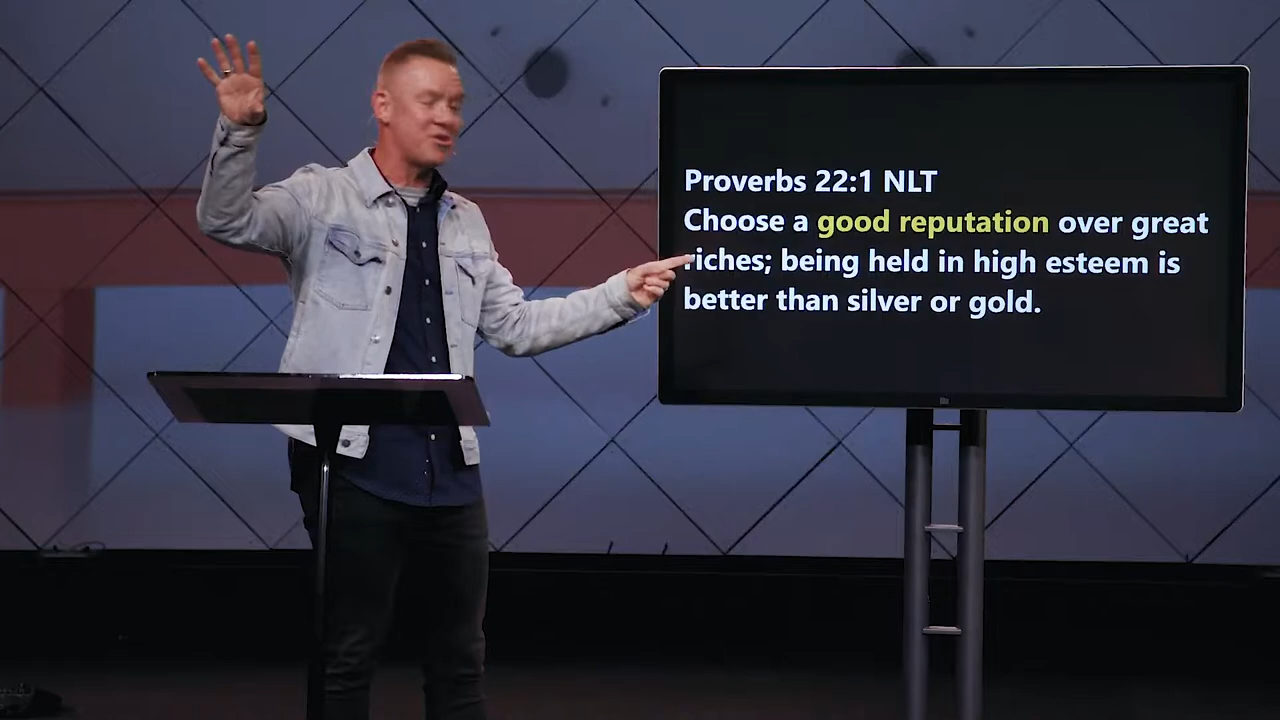 Proverbs 22:1 NLT
Choose a good reputation over great
riches; being held in high esteem is
better than silver or gold.